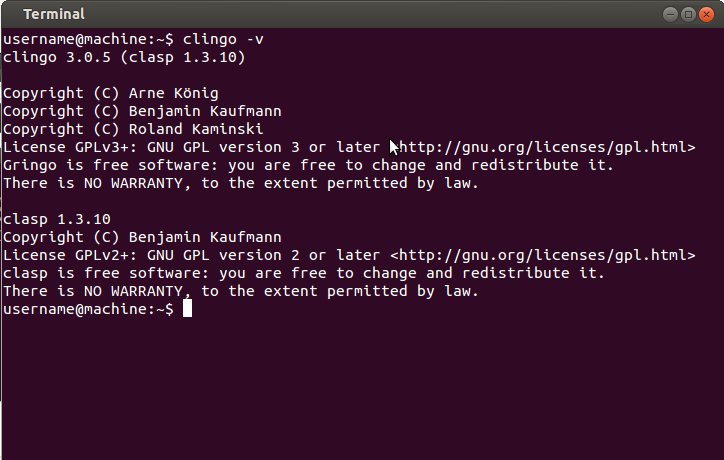 Terminal
username@machine:~$ clingo -v
clingo 3.0.5 (clasp 1.3.10)
Copyright (C) Arne König
Copyright (C) Benjamin Kaufmann
Copyright (C) Roland Kaminski
License GPLv3+: GNU GPL version 3 or later <http://gnu.org/licenses/gpl.html>
Gringo is free software: you are free to change and redistribute it.
There is NO WARRANTY, to the extent permitted by law.
clasp 1.3.10
Copyright (C) Benjamin Kaufmann
License GPLv2+: GNU GPL version 2 or later <http://gnu.org/licenses/gpl.html>
clasp is free software: you are free to change and redistribute it.
There is NO WARRANTY, to the extent permitted by law.
username@machine:~$